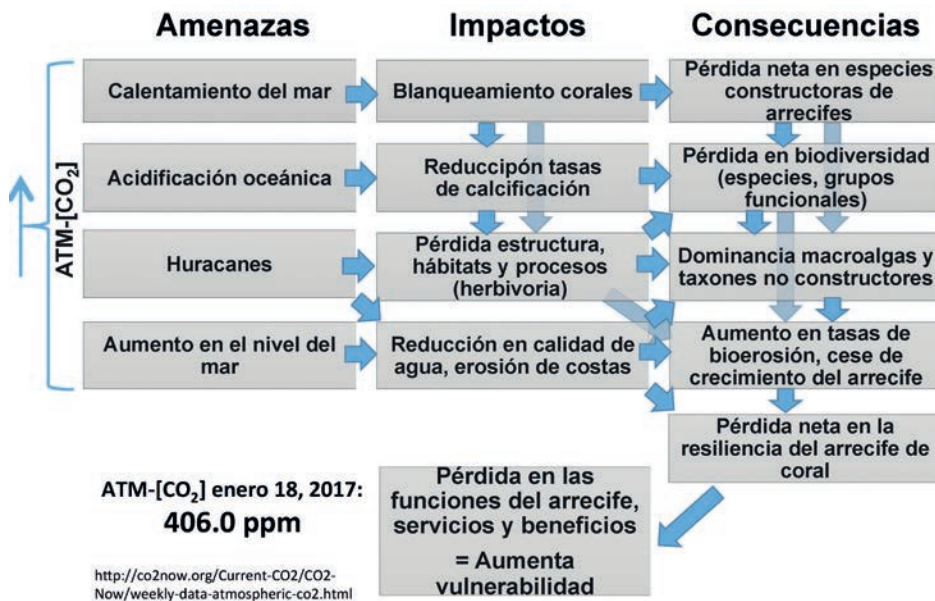 Amenazas
Impactos
Consecuencias
ATM-[CO₂]
Calentamiento del mar
Blanqueamiento corales
Pérdida neta en especies
constructoras de
arrecifes
Acidificación oceánica
Reduccipón tasas
de calcificación
Pérdida en biodiversidad
(especies, grupos
funcionales)
Huracanes
Pérdida estructura,
hábitats y procesos
(herbivoria)
Dominancia macroalgas y
taxones no constructores
Aumento en el nivel del
mar
Reducción en calidad de
agua, erosión de costas
Aumento en tasas de
bioerosión, cese de
crecimiento del arrecife
Pérdida neta en la
resiliencia del arrecife de
coral
Pérdida en las
funciones del arrecife,
servicios y beneficios
= Aumenta
vulnerabilidad
ATM-[CO₂] enero 18, 2017:
406.0 ppm
http://co2now.org/Current-CO2/CO2-
Now/weekly-data-atmospheric-co2.html